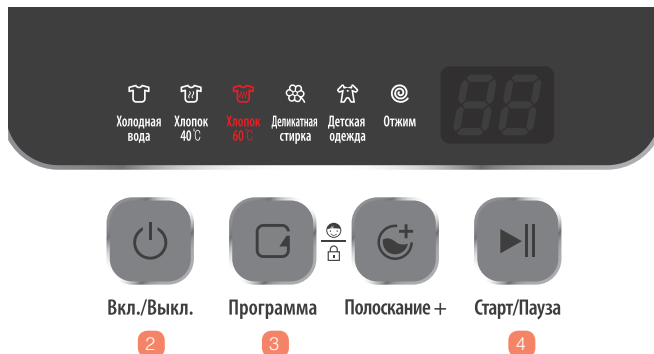 88
Холодная вода
Хлопок 40℃
Хлопок 60℃
Деликатная стирка
Детская одежда
Отжим
Вкл./Выкл.
Программа
Полоскание +
Старт/Пауза
2
3
4